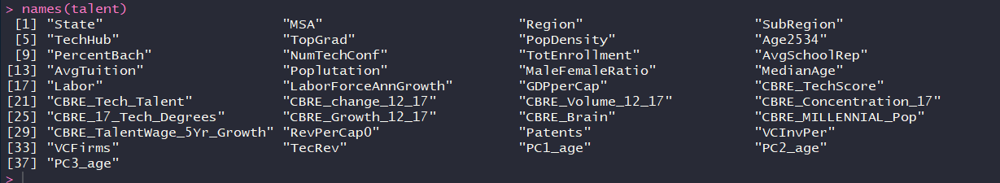 > names(talent)
[1] "State" "MSA" "Region" "SubRegion"
[5] "TechHub" "TopGrad" "PopDensity" "Age2534"
[9] "PercentBach" "NumTechConf" "TotEnrollment" "AvgSchoolRep"
[13] "AvgTuition" "Poplutation" "MaleFemaleRatio" "MedianAge"
[17] "Labor" "LaborForceAnnGrowth" "GDPperCap" "CBRE_TechScore"
[21] "CBRE_Tech_Talent" "CBRE_change_12_17" "CBRE_Volume_12_17" "CBRE_Concentration_17"
[25] "CBRE_17_Tech_Degrees" "CBRE_Growth_12_17" "CBRE_Brain" "CBRE_MILLENNIAL_Pop"
[29] "CBRE_TalentWage_5Yr_Growth" "RevPerCapO" "Patents" "VCInvPer"
[33] "VCFirms" "TecRev" "PC1_age" "PC2_age"
[37] "PC3_age"
>